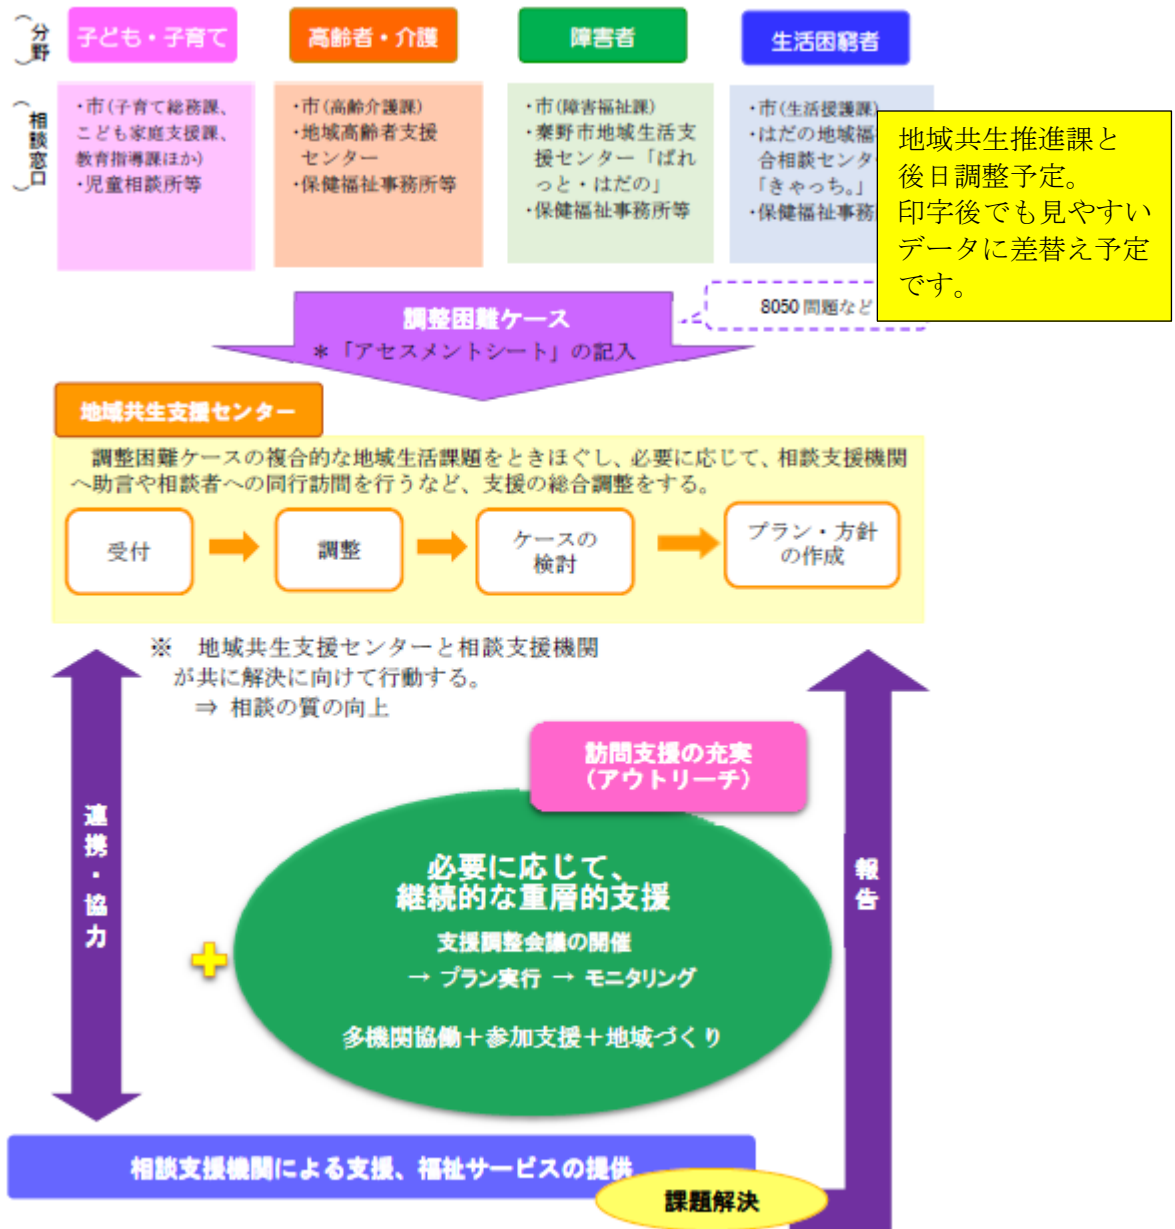 （分野）
子ども・子育て
高齢者・介護
障害者
生活困窮者
（相談窓口）
・市（子育て総務課、
こども家庭支援課、
教育指導課ほか）
・児童相談所等
・市（高齢介護課）
・地域高齢者支援
センター
・保健福祉事務所等
・市（障害福祉課）
・秦野市地域生活支
援センター「ぱれ
っと・はだの」
・保健福祉事務所等
・市（生活援護課）
・はだの地域福
合相談センタ
「きゃっち。」
・保健福祉事務
地域共生推進課と
後日調整予定。
印字後でも見やすい
データに差替え予定
です。
調整困難ケース
＊「アセスメントシート」の記入
8050 問題など
地域共生支援センター
調整困難ケースの複合的な地域生活課題をときほぐし、必要に応じて、相談支援機関
へ助言や相談者への同行訪問を行うなど、支援の総合調整をする。
受付
調整
ケースの
検討
プラン・方針
の作成
※　地域共生支援センターと相談支援機関
が共に解決に向けて行動する。
⇒ 相談の質の向上
訪問支援の充実
（アウトリーチ）
連携・協力
必要に応じて、
継続的な重層的支援
支援調整会議の開催
→ プラン実行 → モニタリング
多機関協働＋参加支援＋地域づくり
報告
相談支援機関による支援、福祉サービスの提供
課題解決